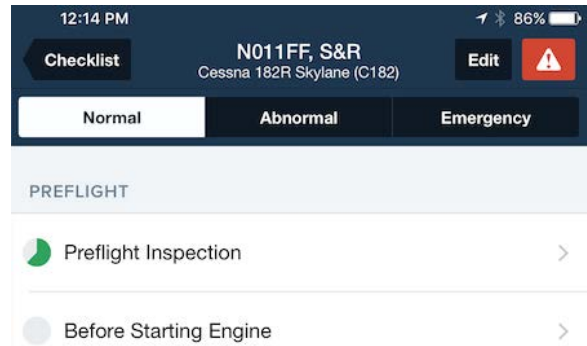 12:14 PM 86%
Checklist
N011FF, S&R
Cessna 182R Skylane (C182)
Edit
Normal Abnormal Emergency
PREFLIGHT
Preflight Inspection
Before Starting Engine